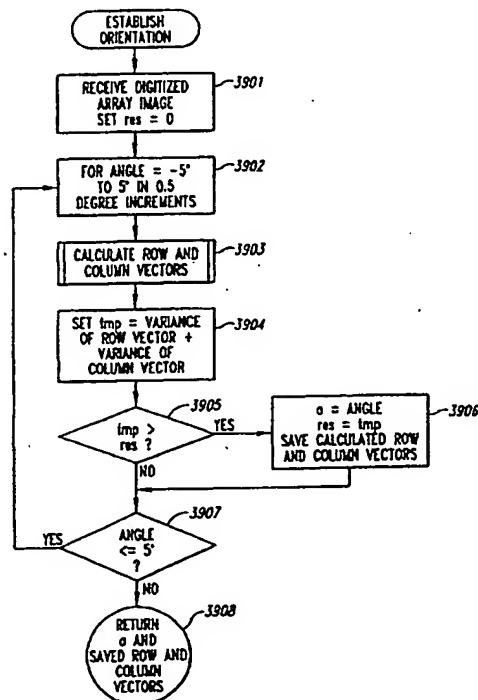 ESTABLISH
ORIENTATION
RECEIVE DIGITIZED
ARRAY IMAGE
SET res = 0
3901
FOR ANGLE = -5°
TO 5° IN 0.5
DEGREE INCREMENTS
3902
CALCULATE ROW AND
COLUMN VECTORS
3903
SET tmp = VARIANCE
OF ROW VECTOR +
VARIANCE OF
COLUMN VECTOR
3904
tmp >
res ?
3905
YES
a = ANGLE
res = tmp
SAVE CALCULATED ROW
AND COLUMN VECTORS
3906
NO
ANGLE
<= 5°
?
3907
YES
NO
RETURN
a AND
SAVED ROW AND
COLUMN
VECTORS
3908